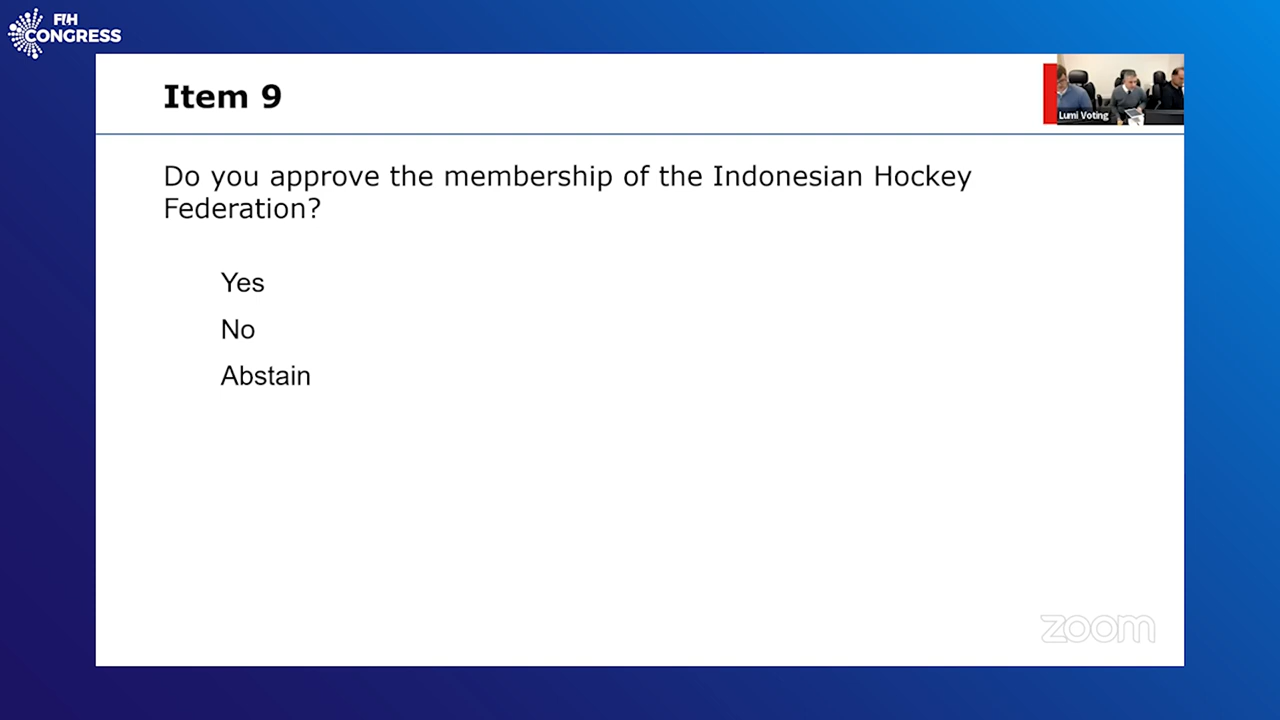 FIH
CONGRESS
Item 9
Lumi Voting
Do you approve the membership of the Indonesian Hockey
Federation?
Yes
No
Abstain
zoom